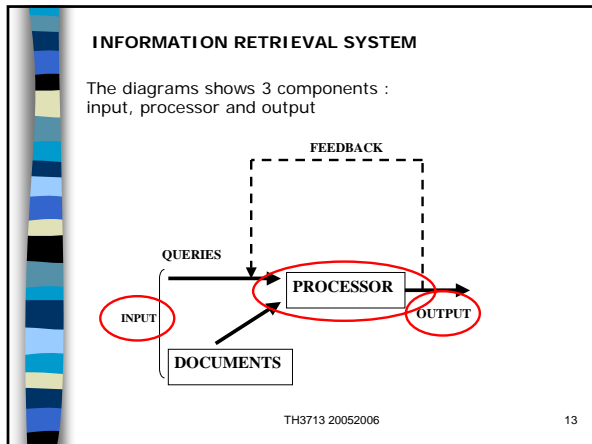 INFORMATION RETRIEVAL SYSTEM
The diagrams shows 3 components :
input, processor and output
FEEDBACK
QUERIES
PROCESSOR
INPUT
OUTPUT
DOCUMENTS
TH3713 20052006
13